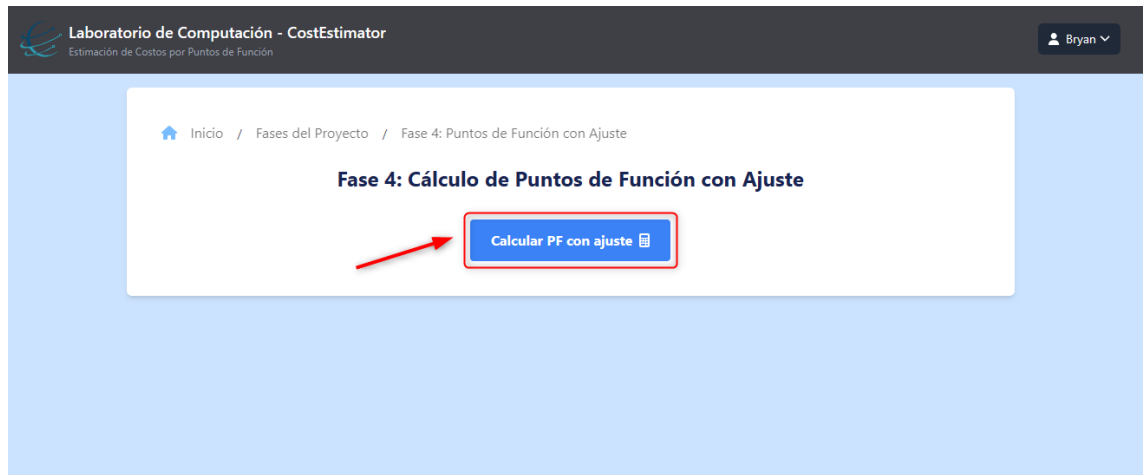 Laboratorio de Computación - CostEstimator
Estimación de Costos por Puntos de Función
Bryan
Inicio / Fases del Proyecto / Fase 4: Puntos de Función con Ajuste
Fase 4: Cálculo de Puntos de Función con Ajuste
Calcular PF con ajuste